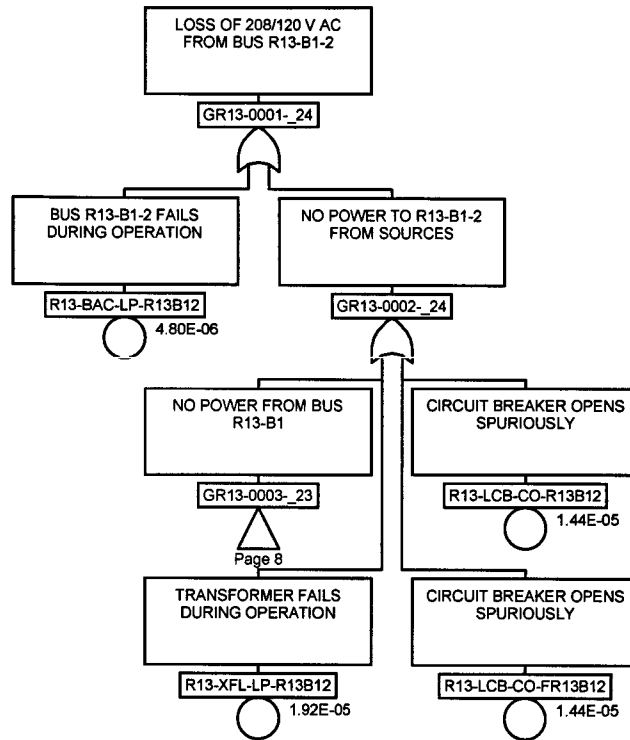 LOSS OF 208/120 V AC
FROM BUS R13-B1-2
GR13-0001-_24
BUS R13-B1-2 FAILS
DURING OPERATION
NO POWER TO R13-B1-2
FROM SOURCES
R13-BAC-LP-R13B12
4.80E-06
GR13-0002-_24
NO POWER FROM BUS
R13-B1
CIRCUIT BREAKER OPENS
SPURIOUSLY
GR13-0003-_23
Page 8
R13-LCB-CO-R13B12
1.44E-05
TRANSFORMER FAILS
DURING OPERATION
CIRCUIT BREAKER OPENS
SPURIOUSLY
R13-XFL-LP-R13B12
1.92E-05
R13-LCB-CO-FR13B12
1.44E-05